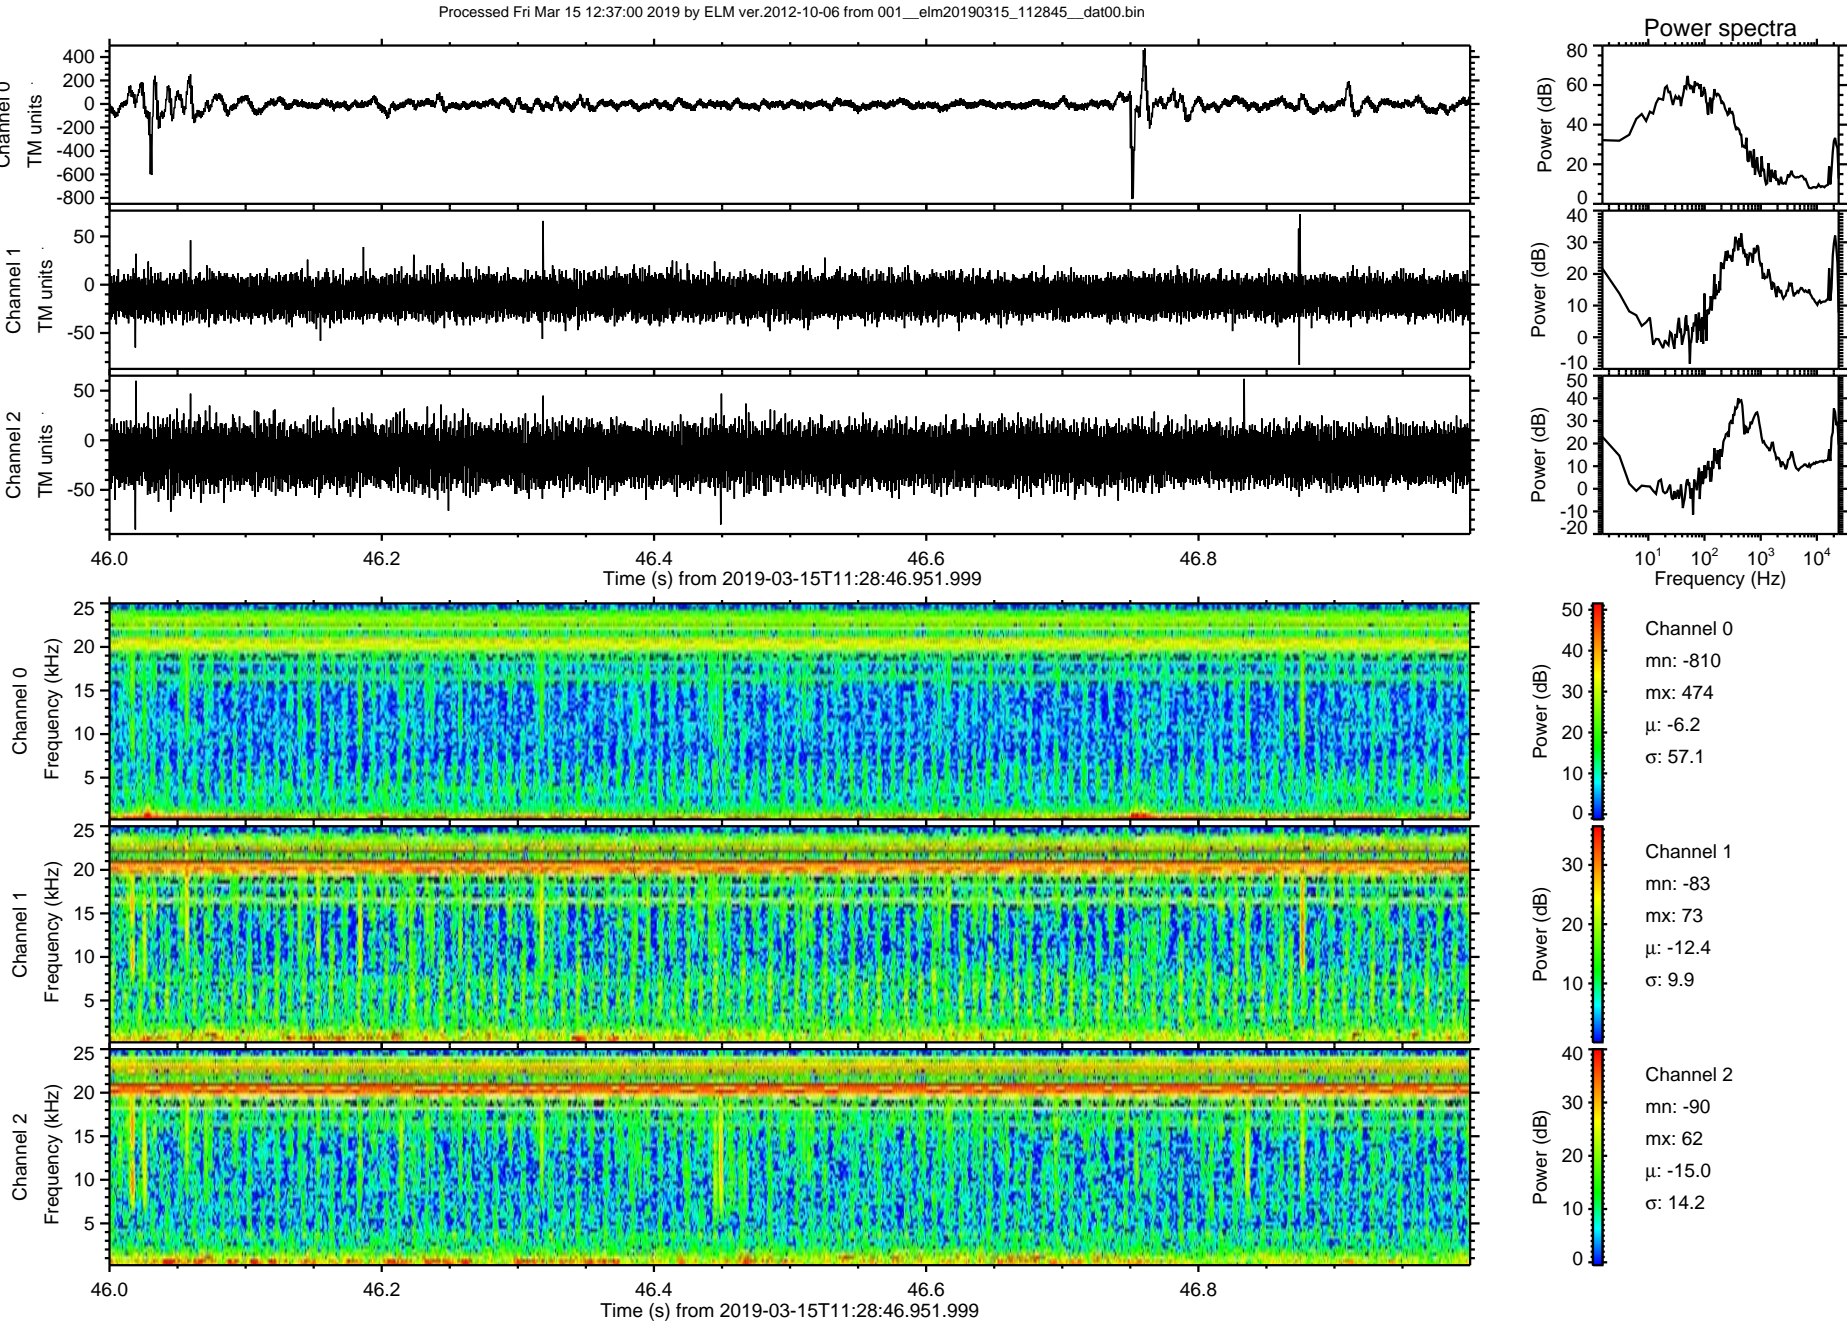 Processed Fri Mar 15 12:37:00 2019 by ELM ver.2012-10-06 from 001__elm20190315_112845__dat00.bin
Power spectra
Channel 0
TM units
400
200
0
-200
-400
-600
-800
Power (dB)
80
60
40
20
0
Channel 1
TM units
50
0
-50
Power (dB)
40
30
20
10
0
-10
Channel 2
TM units
50
0
-50
Power (dB)
50
40
30
20
10
0
-10
-20
46.0 46.2 46.4 46.6 46.8
Time (s) from 2019-03-15T11:28:46.951.999
10¹ 10² 10³ 10⁴
Frequency (Hz)
Channel 0
Frequency (kHz)
25
20
15
10
5
Power (dB)
50
40
30
20
10
0
Channel 0
mn: -810
mx: 474
μ: -6.2
σ: 57.1
Channel 1
Frequency (kHz)
25
20
15
10
5
Power (dB)
30
20
10
Channel 1
mn: -83
mx: 73
μ: -12.4
σ: 9.9
Channel 2
Frequency (kHz)
25
20
15
10
5
Power (dB)
40
30
20
10
0
Channel 2
mn: -90
mx: 62
μ: -15.0
σ: 14.2
46.0 46.2 46.4 46.6 46.8
Time (s) from 2019-03-15T11:28:46.951.999